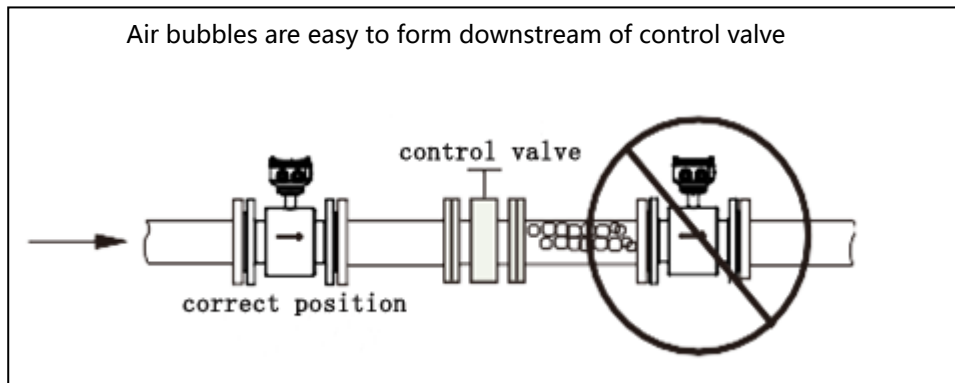 Air bubbles are easy to form downstream of control valve
control valve
correct position